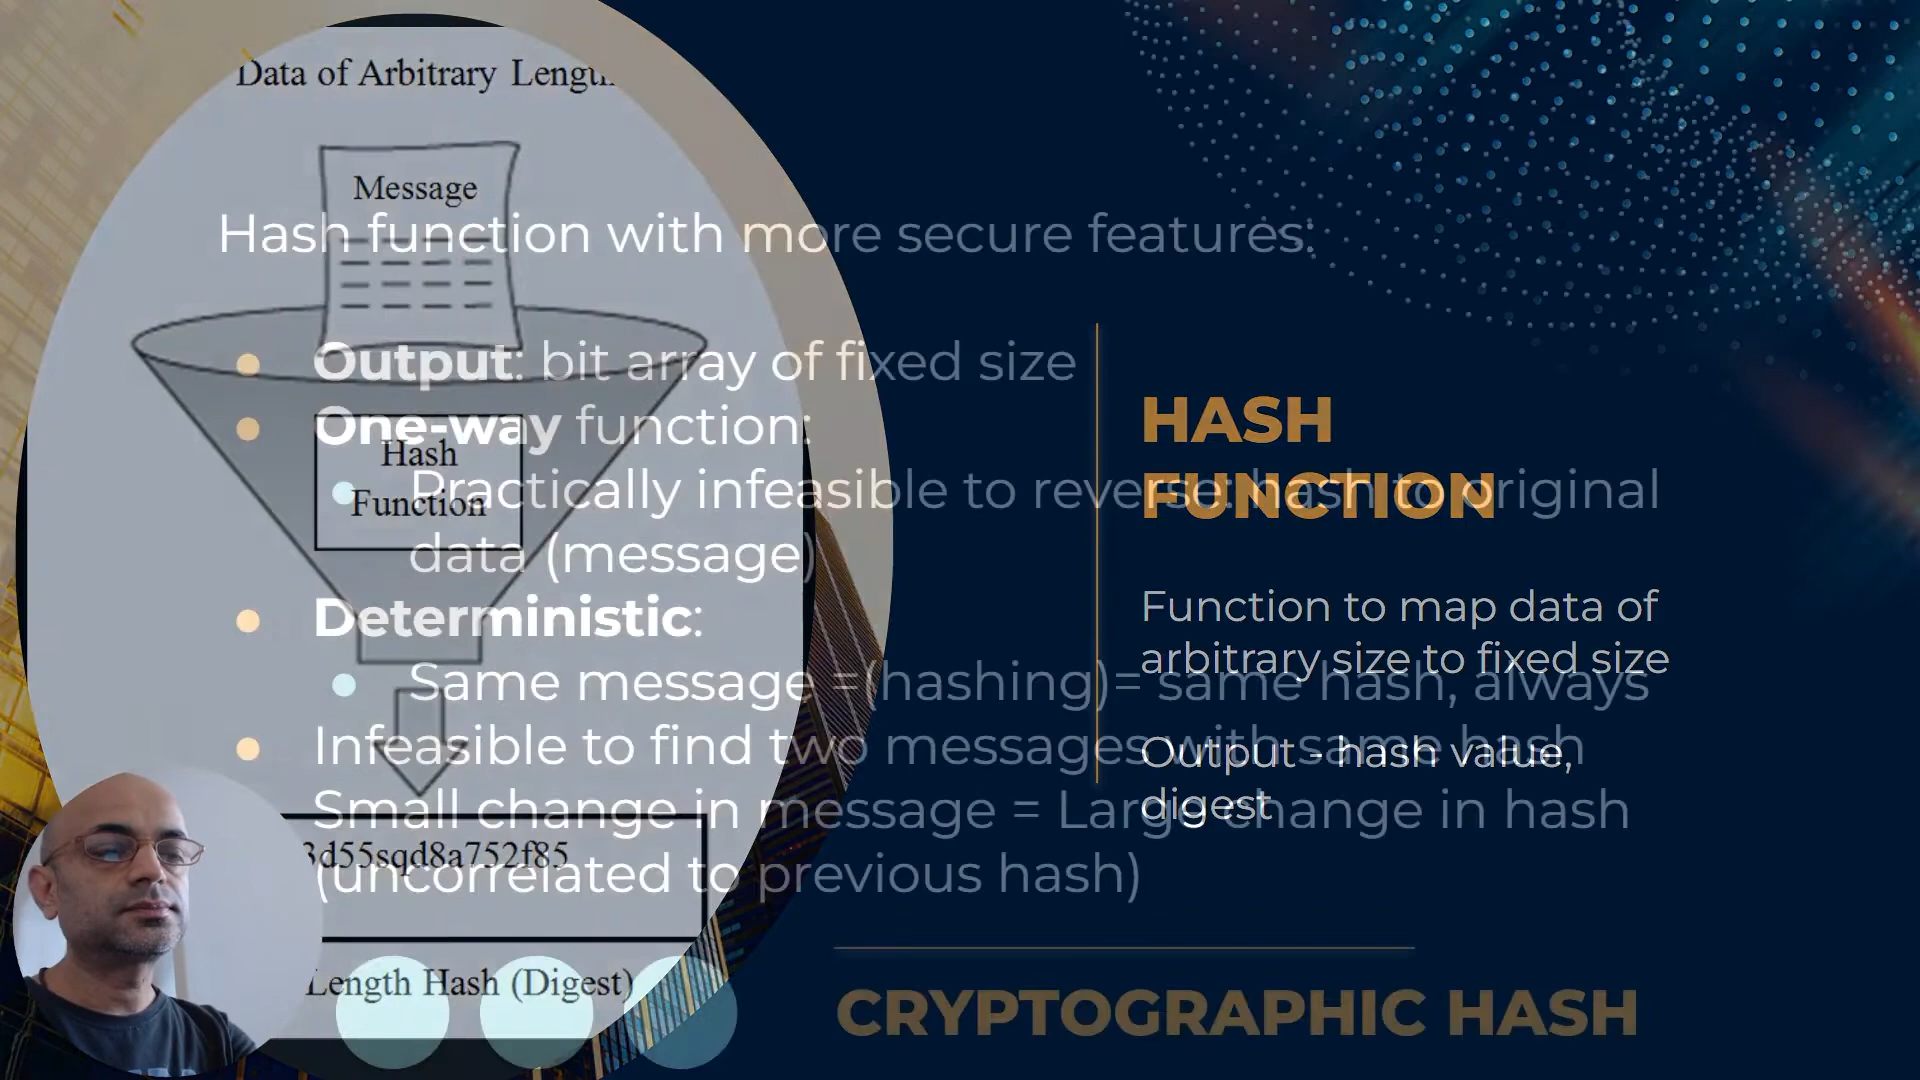 Data of Arbitrary
Message
Hash
Function
3d55sqd8a752f85
Length Hash (Digest)
HASH
FUNCTION
Function to map data of
arbitrary size to fixed size
Output - hash value,
digest
Hash function with more secure features:
Output: bit array of fixed size
One-way function:
Practically infeasible to reverse hash to original
data (message)
Deterministic:
Same message =(hashing)= same hash, always
Infeasible to find two messages with same hash
Small change in message = Large change in hash
(uncorrelated to previous hash)
CRYPTOGRAPHIC HASH